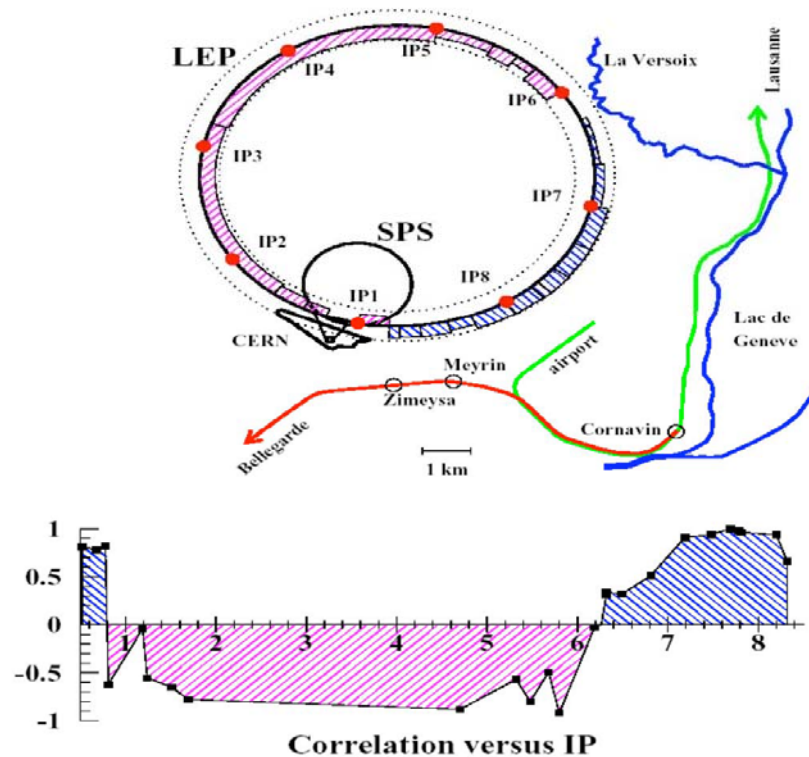 LEP
IP5
La Versoix
Lausanne
IP4
IP6
IP3
IP7
SPS
IP2
IP8
IP1
CERN
Lac de
Geneve
Meyrin
airport
Zimeysa
Cornavin
Bellegarde
1 km
1
0.5
0
1 2 3 4 5 6 7 8
-0.5
-1
Correlation versus IP